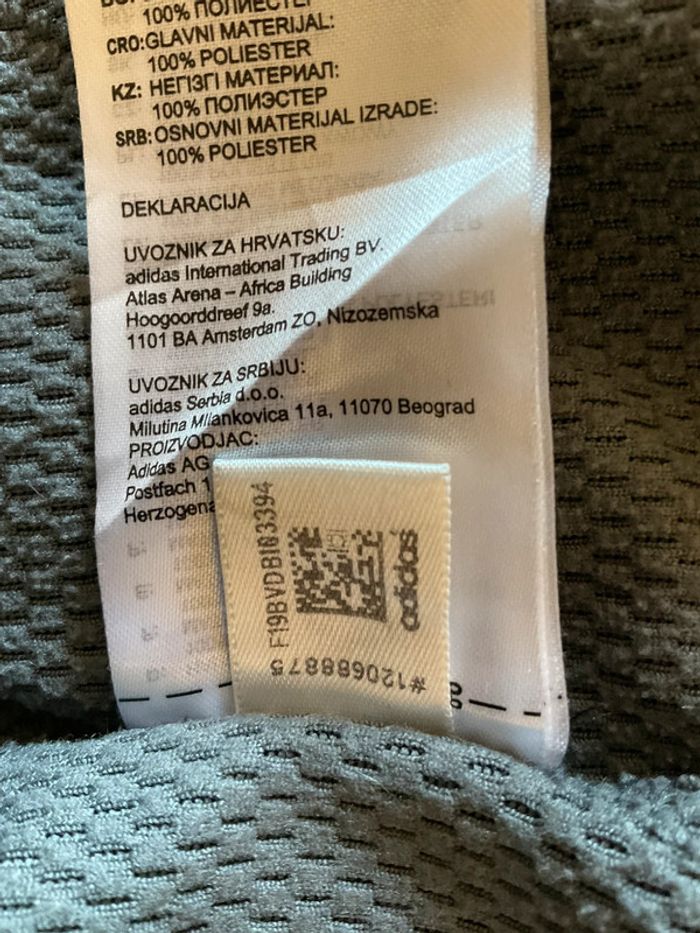 100% ПОЛИЕСТЕР
CRO: GLAVNI MATERIJAL:
100% POLIESTER
KZ: НЕГІЗГІ МАТЕРИАЛ:
100% ПОЛИЭСТЕР
SRB: OSNOVNI MATERIJAL IZRADE:
100% POLIESTER
DEKLARACIJA
UVOZNIK ZA HRVATSKU:
adidas International Trading BV.
Atlas Arena – Africa Building
Hoogoorddreef 9a.
1101 BA Amsterdam ZO, Nizozemska
UVOZNIK ZA SRBIJU:
adidas Serbia d.o.o.
Milutina Milankovica 11a, 11070 Beograd
PROIZVODJAC:
Adidas AG
Postfach 1
Herzogena
F19BVDBI03394
adidas
#120688875